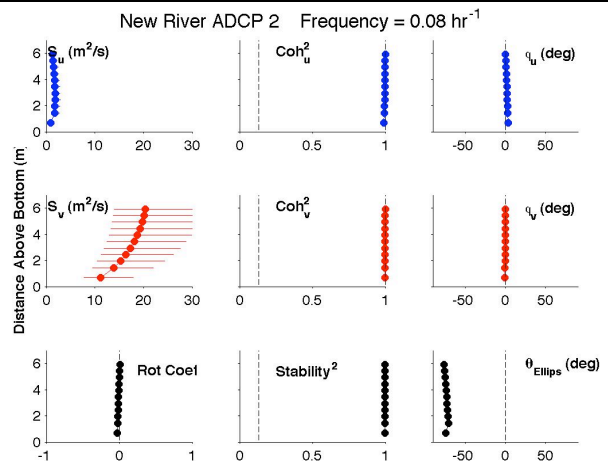 New River ADCP 2 Frequency = 0.08 hr-1
S_u (m²/s) Coh²_u q_u (deg)
6
4
2
0
0 10 20 30 0 0.5 1 -50 0 50
S_v (m²/s) Coh²_v q_v (deg)
6
4
2
0
0 10 20 30 0 0.5 1 -50 0 50
Distance Above Bottom (m)
Rot Coef Stability² θ_Ellips (deg)
6
4
2
0
-1 0 1 0 0.5 1 -50 0 50